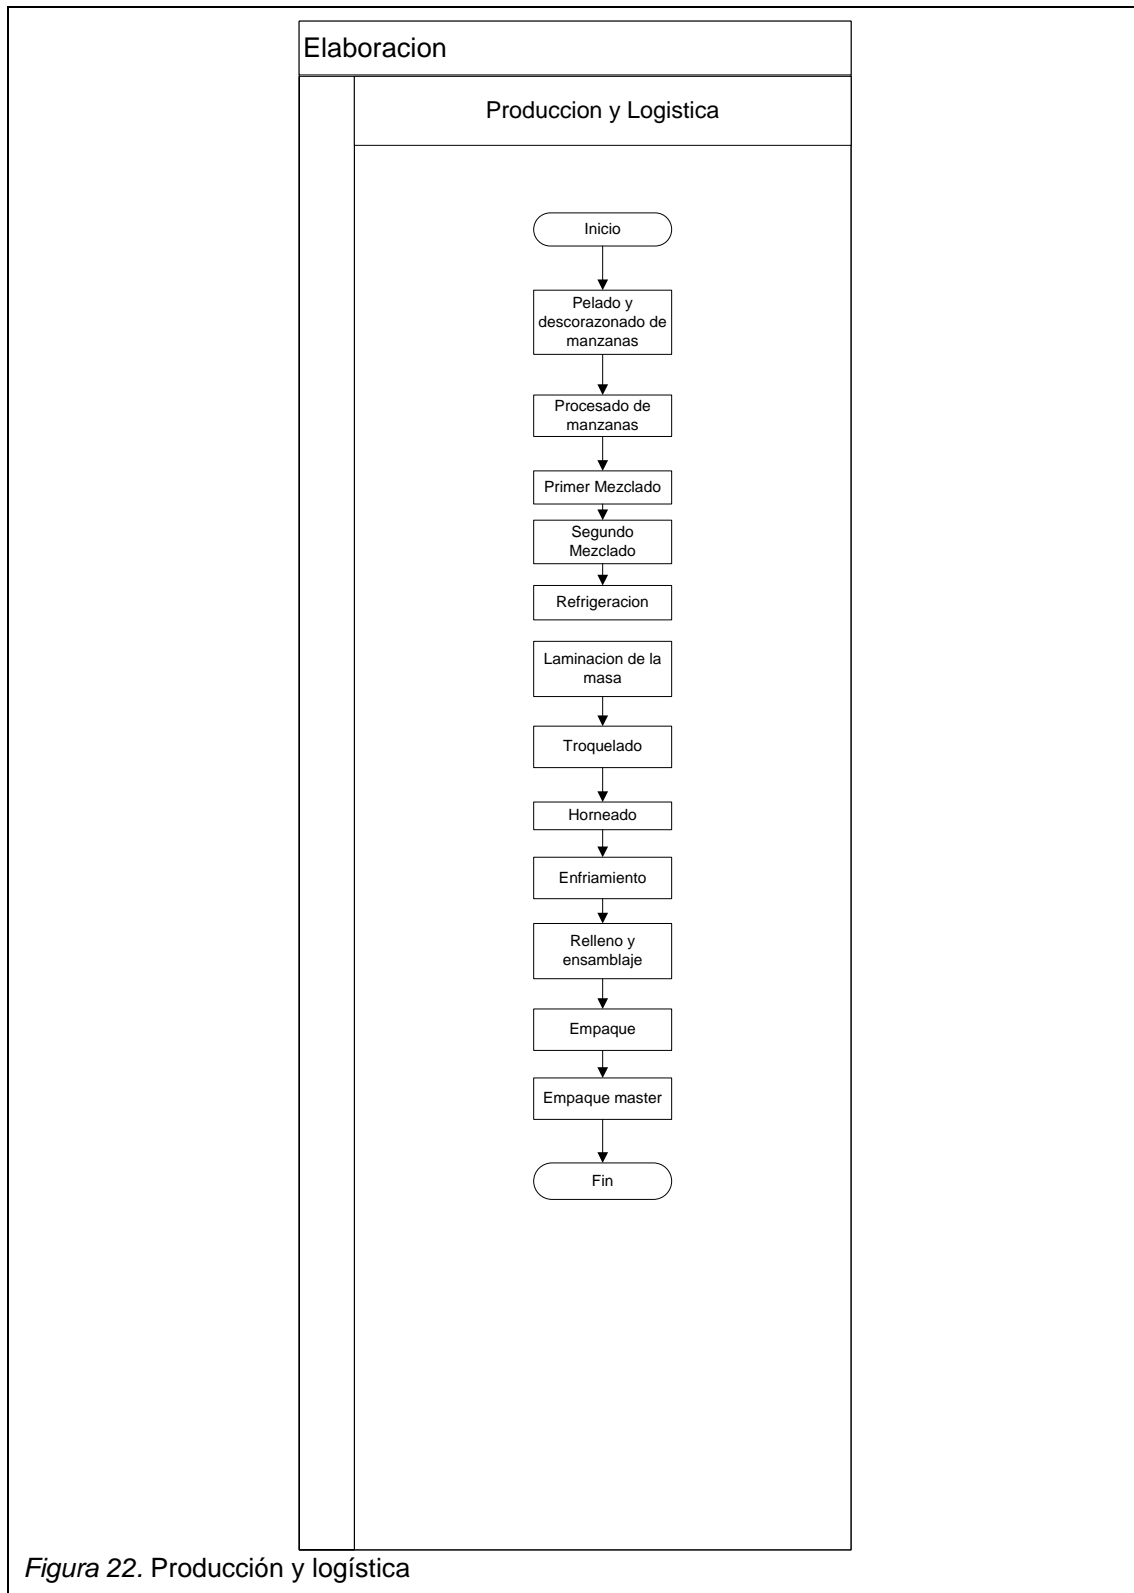 Elaboracion
Produccion y Logistica
Inicio
Pelado y
descorazonado de
manzanas
Procesado de
manzanas
Primer Mezclado
Segundo
Mezclado
Refrigeracion
Laminacion de la
masa
Troquelado
Horneado
Enfriamiento
Relleno y
ensamblaje
Empaque
Empaque master
Fin
Figura 22. Producción y logística